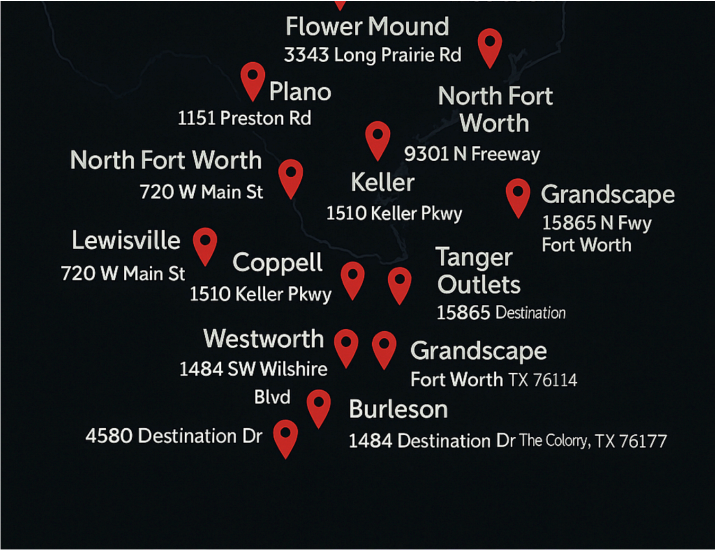 Flower Mound
3343 Long Prairie Rd
Plano
1151 Preston Rd
North Fort
Worth
9301 N Freeway
North Fort Worth
720 W Main St
Keller
1510 Keller Pkwy
Grandscape
15865 N Fwy
Fort Worth
Lewisville
720 W Main St
Coppell
1510 Keller Pkwy
Tanger
Outlets
15865 Destination
Westworth
1484 SW Wilshire
Blvd
Grandscape
Fort Worth TX 76114
Burleson
1484 Destination Dr The Colorry, TX 76177
4580 Destination Dr